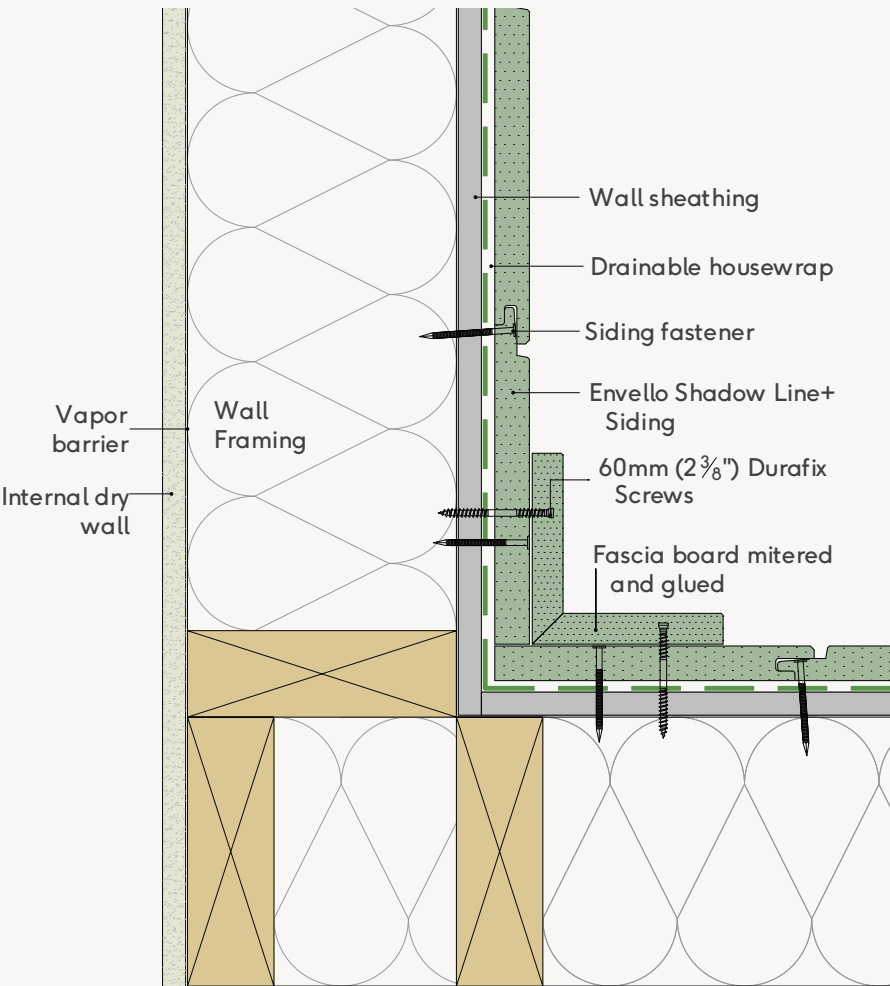 Wall sheathing
Drainable housewrap
Siding fastener
Envello Shadow Line+
Siding
Vapor
barrier
Wall
Framing
60mm (2⅜") Durafix
Screws
Internal dry
wall
Fascia board mitered
and glued